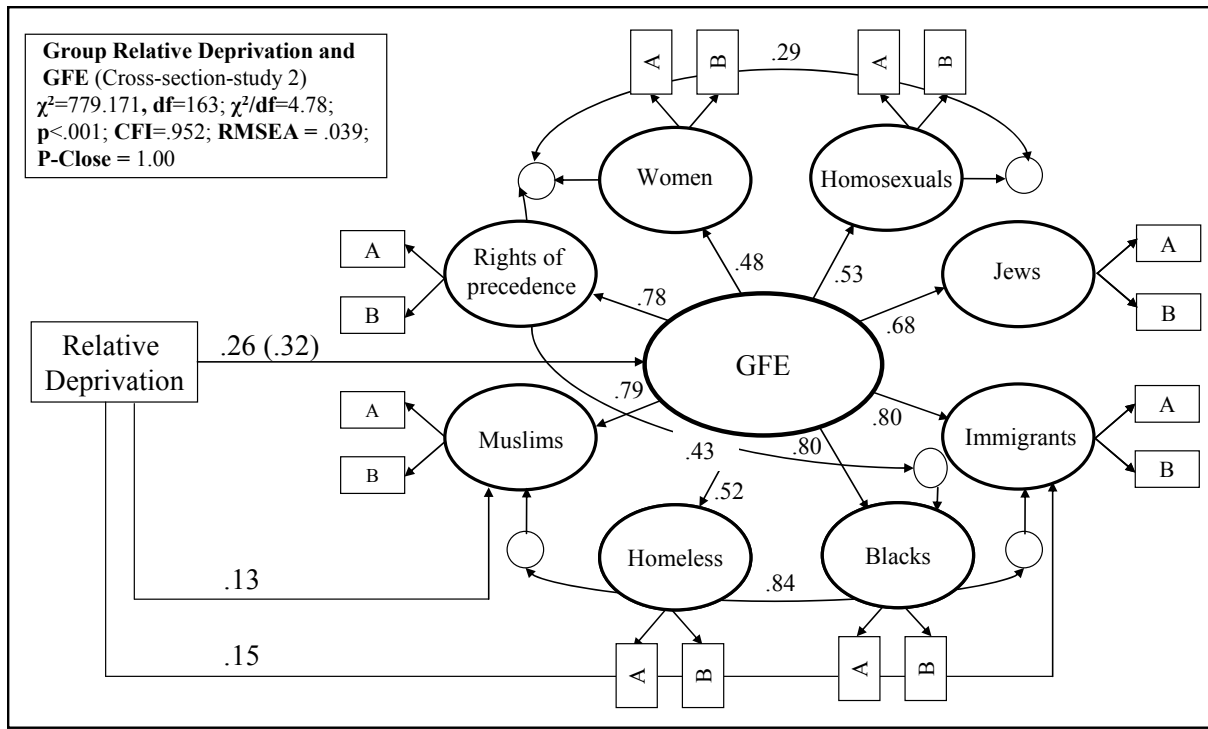 Group Relative Deprivation and
GFE (Cross-section-study 2)
χ²=779.171, df=163; χ²/df=4.78;
p<.001; CFI=.952; RMSEA = .039;
P-Close = 1.00
A
B
.29
A
B
Women
Homosexuals
A
B
Rights of
precedence
Jews
A
B
.48
.53
.78
.68
Relative
Deprivation
.26 (.32)
GFE
.79
.80
A
B
Muslims
.43
.80
Immigrants
A
B
.52
Homeless
Blacks
.13
.84
.15
A
B
A
B